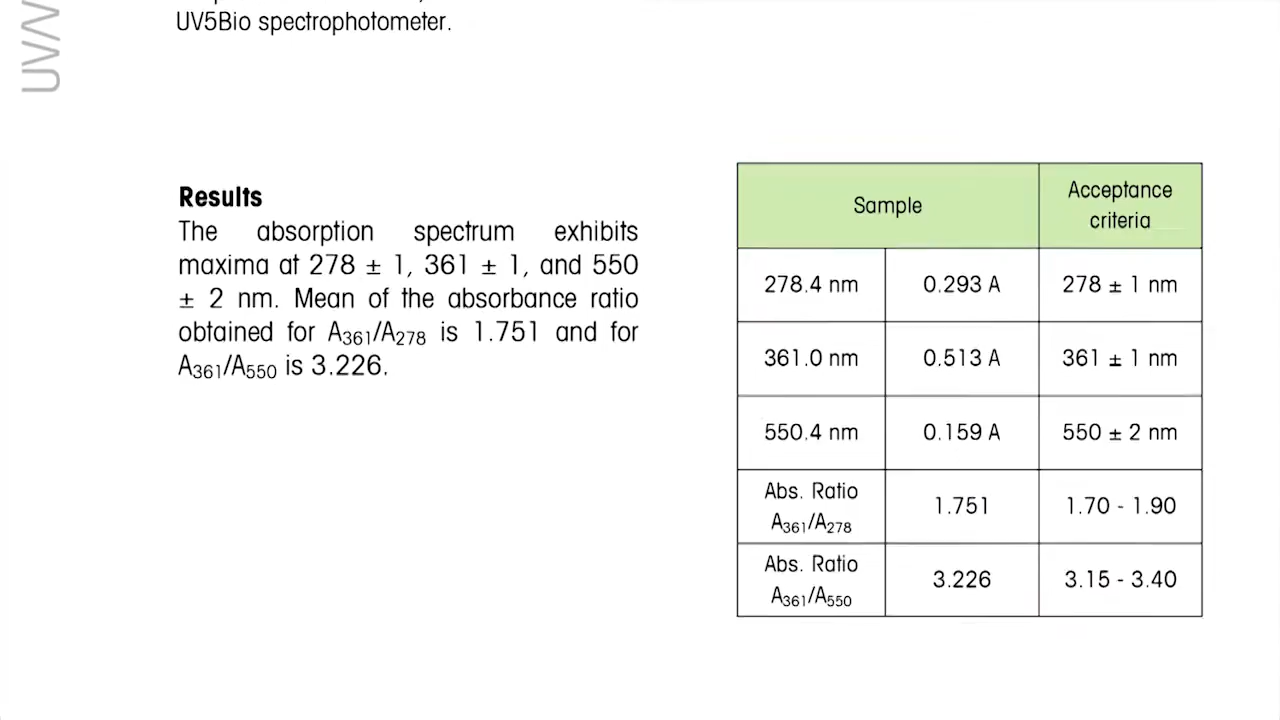 UV/V
UV5Bio spectrophotometer.
Results
The absorption spectrum exhibits
maxima at 278 ± 1, 361 ± 1, and 550
± 2 nm. Mean of the absorbance ratio
obtained for A361/A278 is 1.751 and for
A361/A550 is 3.226.
Sample
Acceptance
criteria
278.4 nm 0.293 A 278 ± 1 nm
361.0 nm 0.513 A 361 ± 1 nm
550.4 nm 0.159 A 550 ± 2 nm
Abs. Ratio
A361/A278
1.751
1.70 - 1.90
Abs. Ratio
A361/A550
3.226
3.15 - 3.40